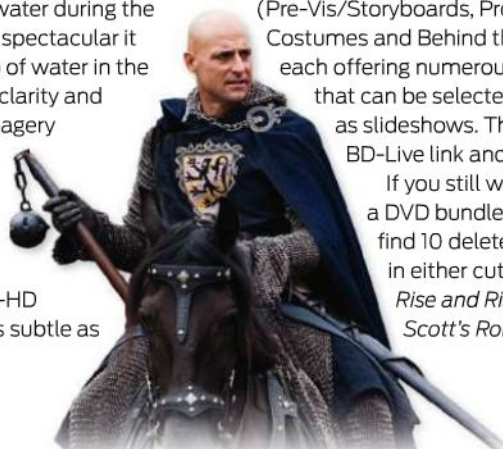 water during the
spectacular it
of water in the
clarity and
agery
-HD
s subtle as
(Pre-Vis/Storyboards, Pro
Costumes and Behind th
each offering numerou
that can be selecte
as slideshows. Th
BD-Live link and
If you still w
a DVD bundle
find 10 delete
in either cut
Rise and Ri
Scott's Ro